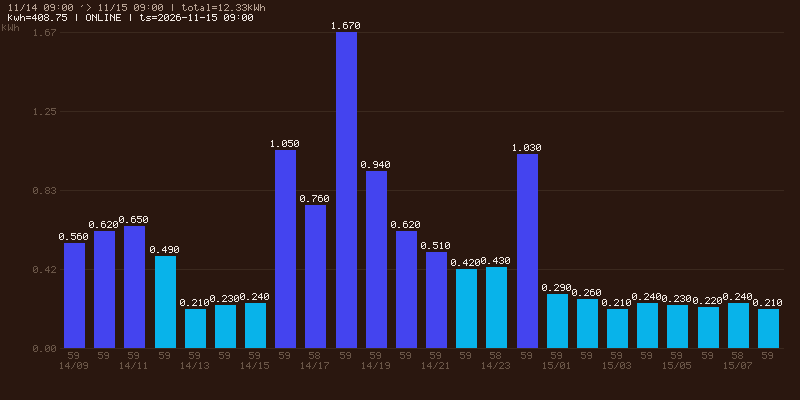 11/14 09:00 -> 11/15 09:00 | total=12.33KWh
Kwh=408.75 | ONLINE | ts=2026-11-15 09:00
KWh
1.67
1.25
0.83
0.42
0.00
0.560 0.620 0.650 0.490 0.210 0.230 0.240 1.050 0.760 1.670 0.940 0.620 0.510 0.420 0.430 1.030 0.290 0.260 0.210 0.240 0.230 0.220 0.240 0.210
59 59 59 59 59 59 59 59 58 59 59 59 59 59 58 59 59 59 59 59 59 59 58 59
14/09 14/11 14/13 14/15 14/17 14/19 14/21 14/23 15/01 15/03 15/05 15/07